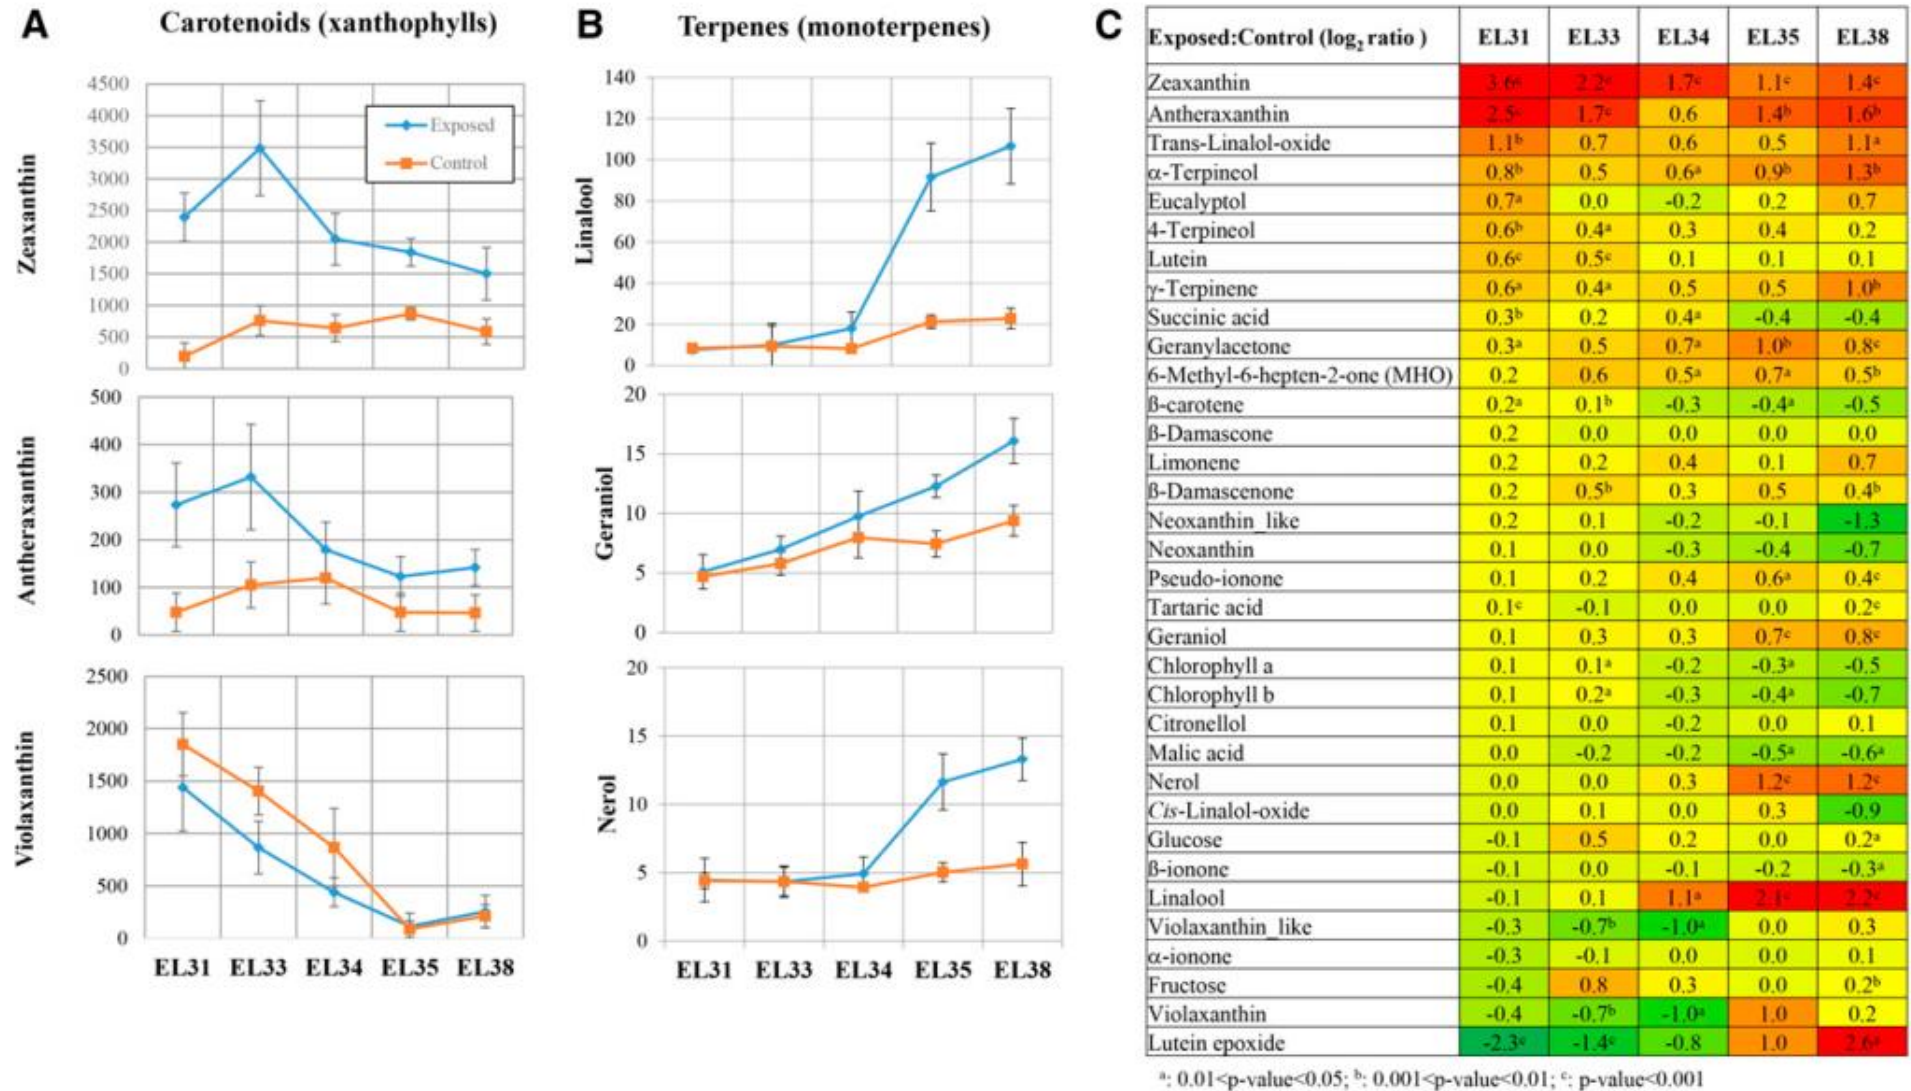 A
Carotenoids (xanthophylls)
Zeaxanthin
4500
4000
3500
3000
2500
2000
1500
1000
500
0
Exposed
Control
Antheraxanthin
500
400
300
200
100
0
Violaxanthin
2500
2000
1500
1000
500
0
EL31 EL33 EL34 EL35 EL38
B
Terpenes (monoterpenes)
Linalool
140
120
100
80
60
40
20
0
Geraniol
20
15
10
5
0
Nerol
20
15
10
5
0
EL31 EL33 EL34 EL35 EL38
C
Exposed:Control (log₂ ratio ) EL31 EL33 EL34 EL35 EL38
Zeaxanthin 3.6ᶜ 2.2ᶜ 1.7ᶜ 1.1ᶜ 1.4ᶜ
Antheraxanthin 2.5ᶜ 1.7ᶜ 0.6 1.4ᵇ 1.6ᵇ
Trans-Linalol-oxide 1.1ᵇ 0.7 0.6 0.5 1.1ᵃ
α-Terpineol 0.8ᵇ 0.5 0.6ᵃ 0.9ᵇ 1.3ᵇ
Eucalyptol 0.7ᵃ 0.0 -0.2 0.2 0.7
4-Terpineol 0.6ᵇ 0.4ᵃ 0.3 0.4 0.2
Lutein 0.6ᶜ 0.5ᶜ 0.1 0.1 0.1
γ-Terpinene 0.6ᵃ 0.4ᵃ 0.5 0.5 1.0ᵇ
Succinic acid 0.3ᵇ 0.2 0.4ᵃ -0.4 -0.4
Geranylacetone 0.3ᵃ 0.5 0.7ᵃ 1.0ᵇ 0.8ᶜ
6-Methyl-6-hepten-2-one (MHO) 0.2 0.6 0.5ᵃ 0.7ᵃ 0.5ᵇ
ß-carotene 0.2ᵃ 0.1ᵇ -0.3 -0.4ᵃ -0.5
ß-Damascone 0.2 0.0 0.0 0.0 0.0
Limonene 0.2 0.2 0.4 0.1 0.7
ß-Damascenone 0.2 0.5ᵇ 0.3 0.5 0.4ᵇ
Neoxanthin_like 0.2 0.1 -0.2 -0.1 -1.3
Neoxanthin 0.1 0.0 -0.3 -0.4 -0.7
Pseudo-ionone 0.1 0.2 0.4 0.6ᵃ 0.4ᶜ
Tartaric acid 0.1ᶜ -0.1 0.0 0.0 0.2ᶜ
Geraniol 0.1 0.3 0.3 0.7ᶜ 0.8ᶜ
Chlorophyll a 0.1 0.1ᵃ -0.2 -0.3ᵃ -0.5
Chlorophyll b 0.1 0.2ᵃ -0.3 -0.4ᵃ -0.7
Citronellol 0.1 0.0 -0.2 0.0 0.1
Malic acid 0.0 -0.2 -0.2 -0.5ᵃ -0.6ᵃ
Nerol 0.0 0.0 0.3 1.2ᶜ 1.2ᶜ
Cis-Linalol-oxide 0.0 0.1 0.0 0.3 -0.9
Glucose -0.1 0.5 0.2 0.0 0.2ᵃ
ß-ionone -0.1 0.0 -0.1 -0.2 -0.3ᵃ
Linalool -0.1 0.1 1.1ᵃ 2.1ᶜ 2.2ᶜ
Violaxanthin_like -0.3 -0.7ᵇ -1.0ᵃ 0.0 0.3
α-ionone -0.3 -0.1 0.0 0.0 0.1
Fructose -0.4 0.8 0.3 0.0 0.2ᵇ
Violaxanthin -0.4 -0.7ᵇ -1.0ᵃ 1.0 0.2
Lutein epoxide -2.3ᶜ -1.4ᶜ -0.8 1.0 2.6ᵃ
ᵃ: 0.01<p-value<0.05; ᵇ: 0.001<p-value<0.01; ᶜ: p-value<0.001